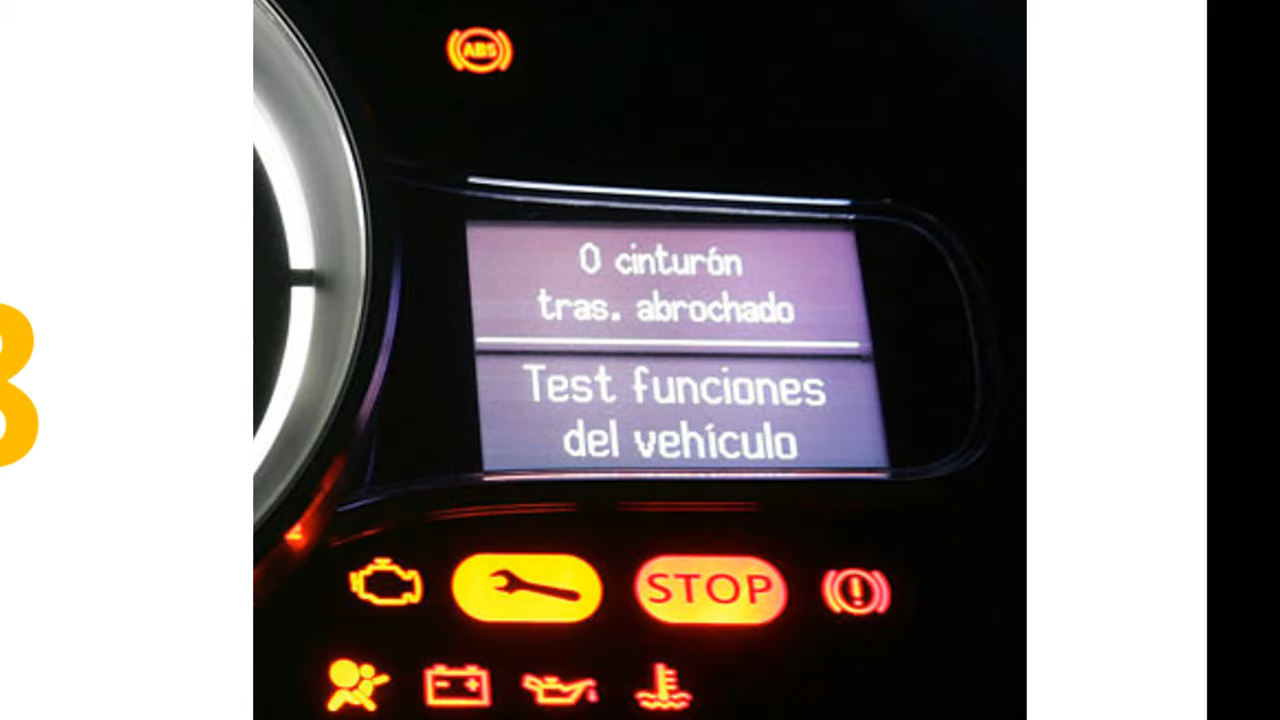 ABS
0 cinturón
tras. abrochado
Test funciones
del vehículo
STOP